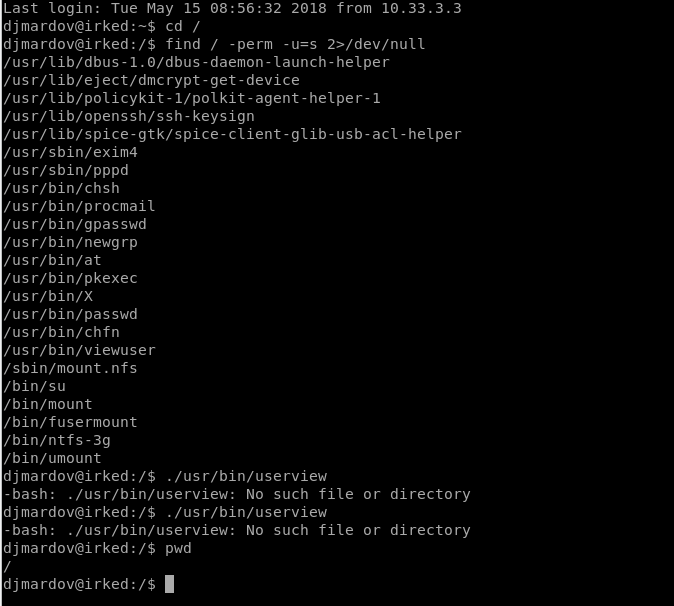 Last login: Tue May 15 08:56:32 2018 from 10.33.3.3
djmardov@irked:~$ cd /
djmardov@irked:/$ find / -perm -u=s 2>/dev/null
/usr/lib/dbus-1.0/dbus-daemon-launch-helper
/usr/lib/eject/dmcrypt-get-device
/usr/lib/policykit-1/polkit-agent-helper-1
/usr/lib/openssh/ssh-keysign
/usr/lib/spice-gtk/spice-client-glib-usb-acl-helper
/usr/sbin/exim4
/usr/sbin/pppd
/usr/bin/chsh
/usr/bin/procmail
/usr/bin/gpasswd
/usr/bin/newgrp
/usr/bin/at
/usr/bin/pkexec
/usr/bin/X
/usr/bin/passwd
/usr/bin/chfn
/usr/bin/viewuser
/sbin/mount.nfs
/bin/su
/bin/mount
/bin/fusermount
/bin/ntfs-3g
/bin/umount
djmardov@irked:/$ ./usr/bin/userview
-bash: ./usr/bin/userview: No such file or directory
djmardov@irked:/$ ./usr/bin/userview
-bash: ./usr/bin/userview: No such file or directory
djmardov@irked:/$ pwd
/
djmardov@irked:/$